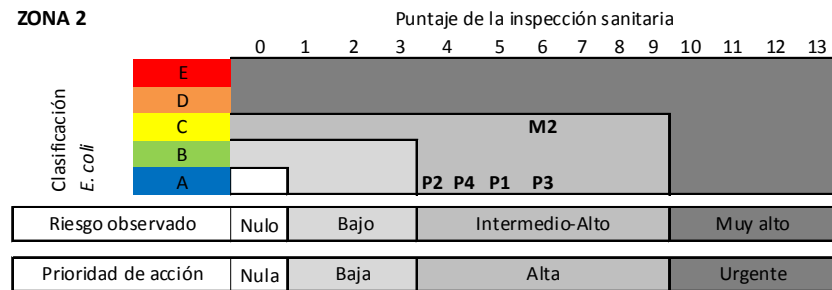 ZONA 2
Puntaje de la inspección sanitaria
0 1 2 3 4 5 6 7 8 9 10 11 12 13
Clasificación
E. coli
E
D
C M2
B
A P2 P4 P1 P3
Riesgo observado Nulo Bajo Intermedio-Alto Muy alto
Prioridad de acción Nula Baja Alta Urgente